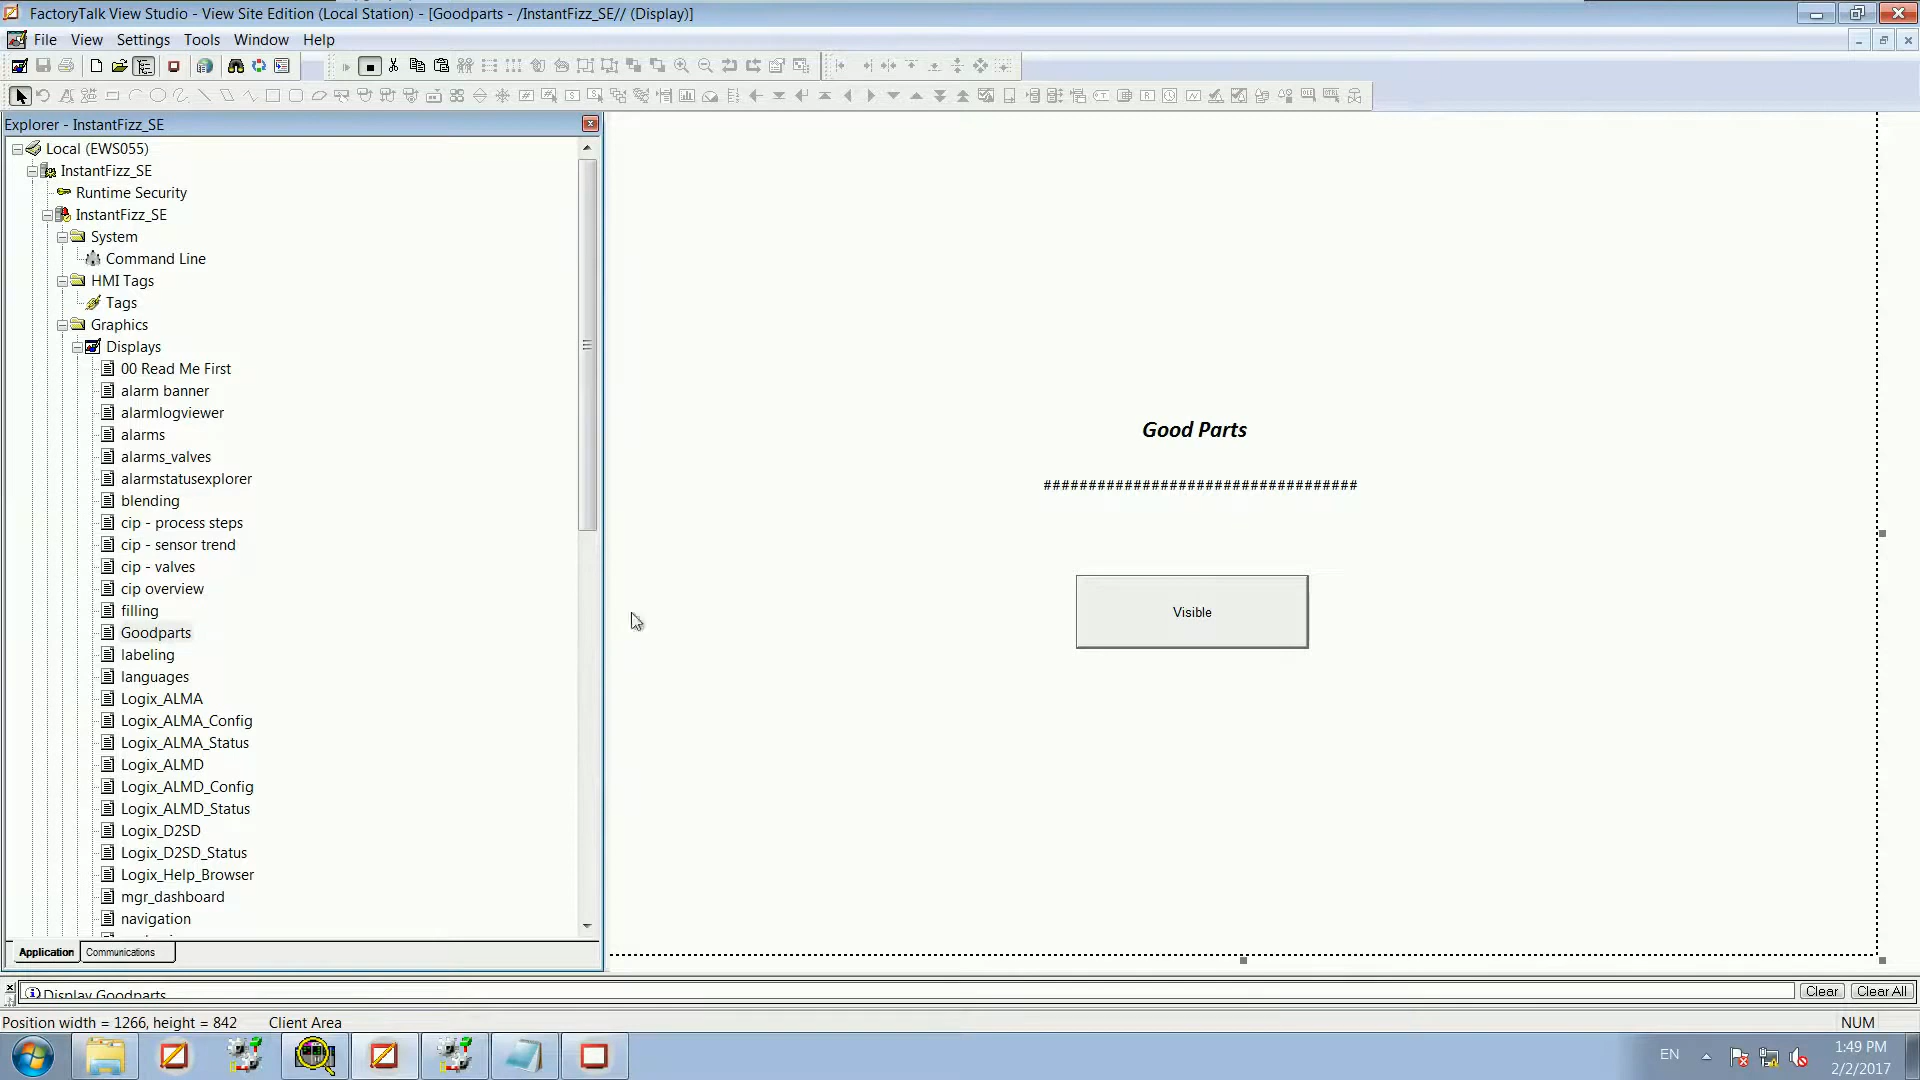 FactoryTalk View Studio - View Site Edition (Local Station) - [Goodparts - /InstantFizz_SE// (Display)]
File View Settings Tools Window Help
Explorer - InstantFizz_SE
Local (EWS055)
InstantFizz_SE
Runtime Security
InstantFizz_SE
System
Command Line
HMI Tags
Tags
Graphics
Displays
00 Read Me First
alarm banner
alarmlogviewer
alarms
alarms_valves
alarmstatusexplorer
blending
cip - process steps
cip - sensor trend
cip - valves
cip overview
filling
Goodparts
labeling
languages
Logix_ALMA
Logix_ALMA_Config
Logix_ALMA_Status
Logix_ALMD
Logix_ALMD_Config
Logix_ALMD_Status
Logix_D2SD
Logix_D2SD_Status
Logix_Help_Browser
mgr_dashboard
navigation
Application Communications
Good Parts
###################################
Visible
Display Goodparts
Clear Clear All
Position width = 1266, height = 842 Client Area
NUM
EN
1:49 PM
2/2/2017